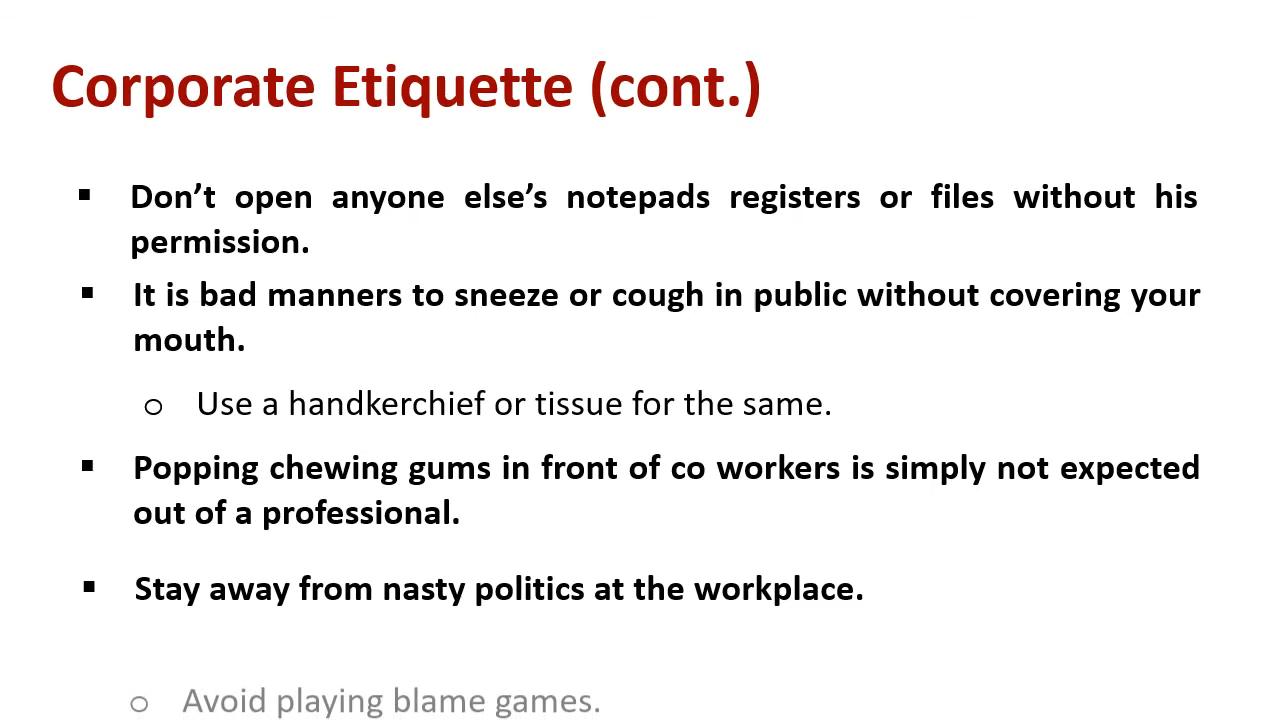 Corporate Etiquette (cont.)
▪ Don’t open anyone else’s notepads registers or files without his
permission.
▪ It is bad manners to sneeze or cough in public without covering your
mouth.
o Use a handkerchief or tissue for the same.
▪ Popping chewing gums in front of co workers is simply not expected
out of a professional.
▪ Stay away from nasty politics at the workplace.
o Avoid playing blame games.